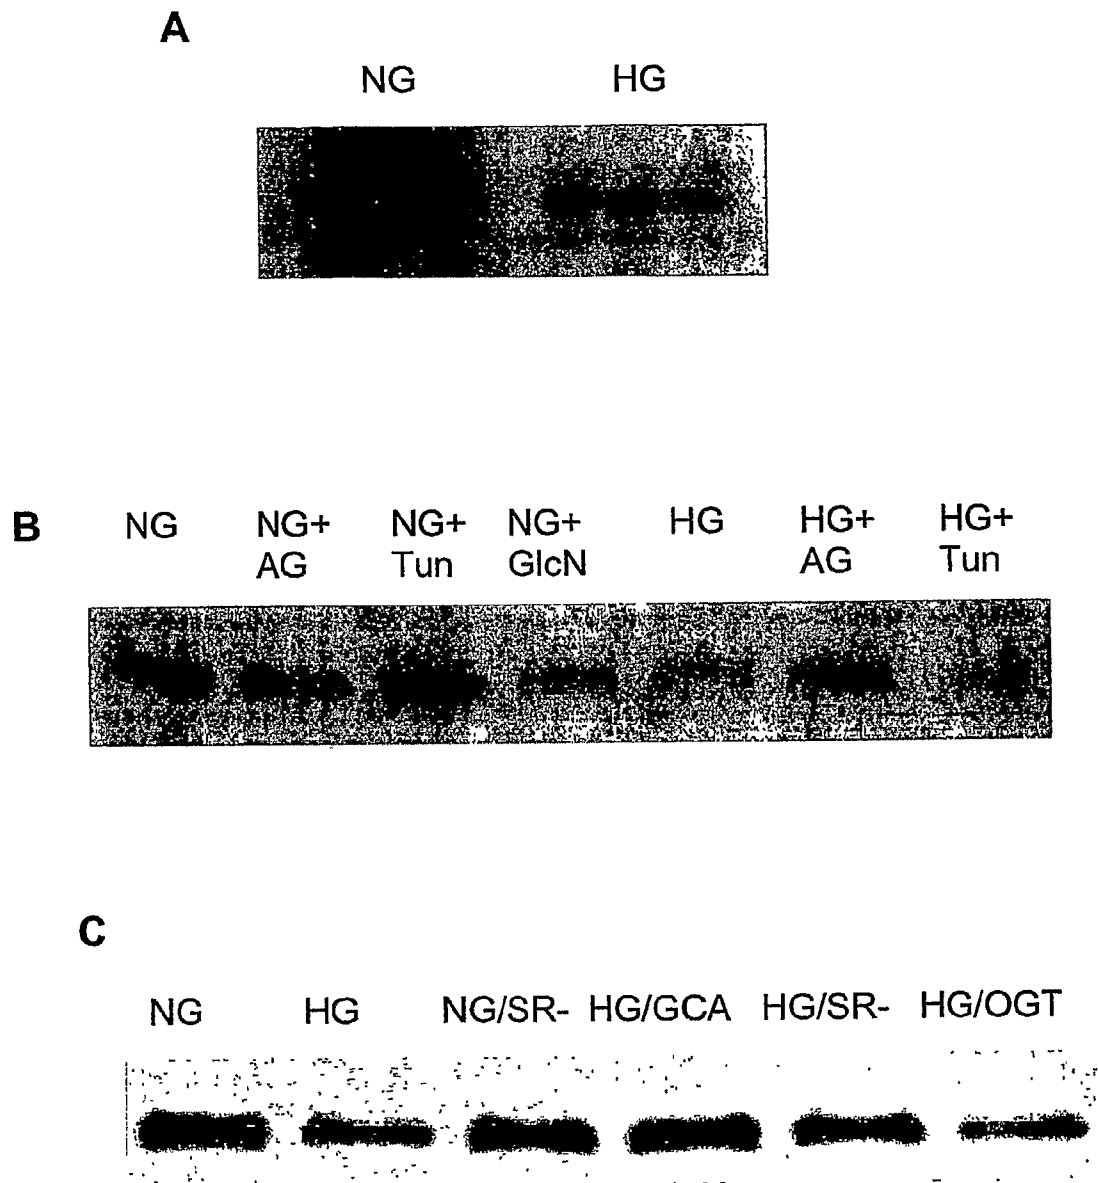 A
NG HG
B NG NG+ NG+ NG+ HG HG+ HG+
AG Tun GlcN AG Tun
C
NG HG NG/SR- HG/GCA HG/SR- HG/OGT